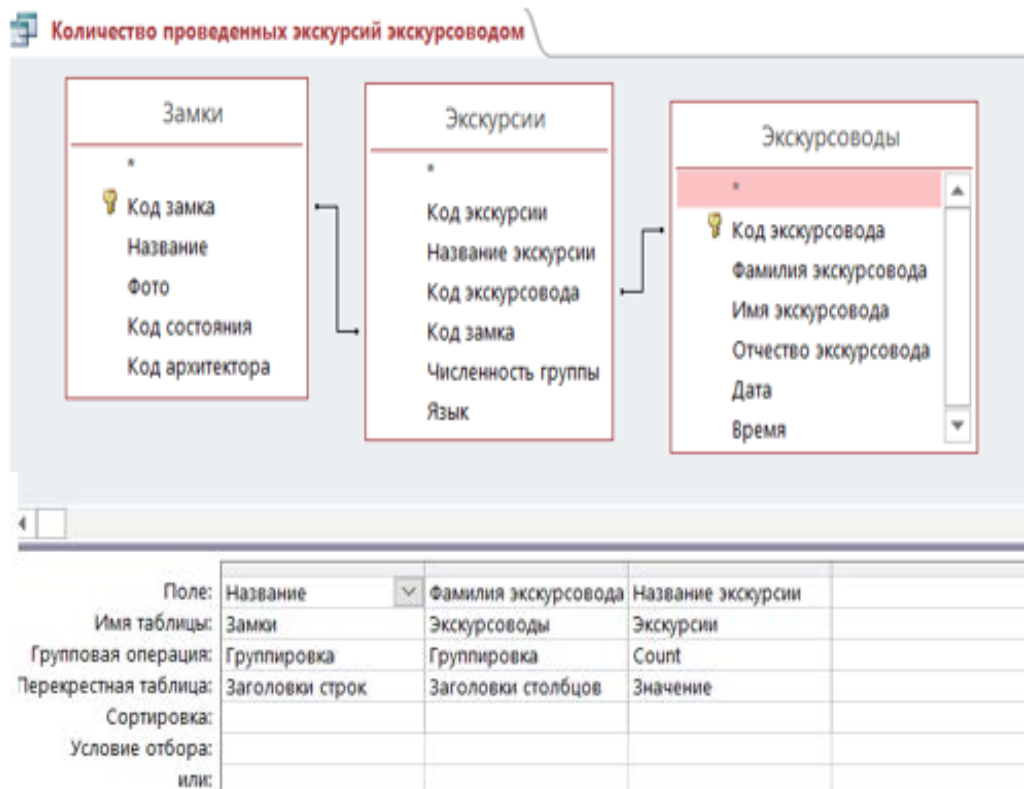 Количество проведенных экскурсий экскурсоводом
Замки
*
Код замка
Название
Фото
Код состояния
Код архитектора
Экскурсии
*
Код экскурсии
Название экскурсии
Код экскурсовода
Код замка
Численность группы
Язык
Экскурсоводы
*
Код экскурсовода
Фамилия экскурсовода
Имя экскурсовода
Отчество экскурсовода
Дата
Время
Поле: Название Фамилия экскурсовода Название экскурсии
Имя таблицы: Замки Экскурсоводы Экскурсии
Групповая операция: Группировка Группировка Count
Перекрестная таблица: Заголовки строк Заголовки столбцов Значение
Сортировка:
Условие отбора:
или: